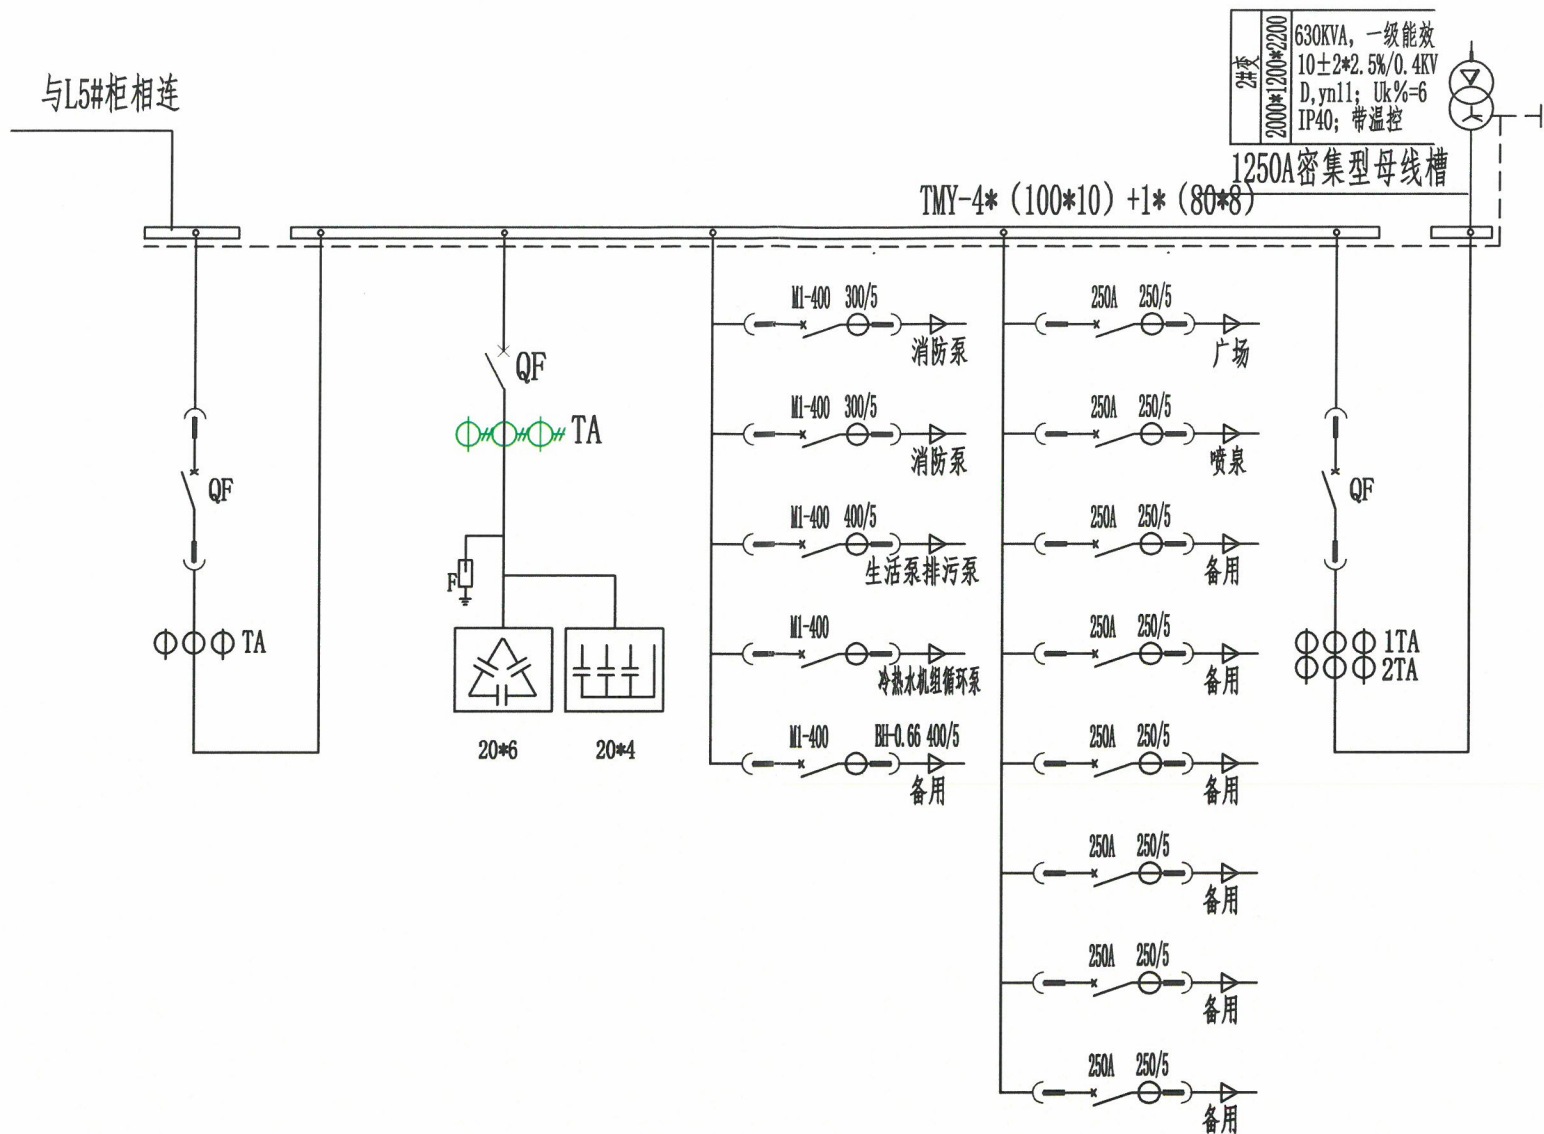 与L5#柜相连
2#变
2000*1200*2200
630KVA, 一级能效
10±2*2.5%/0.4KV
D,yn11; Uk%=6
IP40; 带温控
1250A密集型母线槽
TMY-4*(100*10)+1*(80*8)
QF
TA
QF
TA
F
20*6
20*4
M1-400 300/5
消防泵
M1-400 300/5
消防泵
M1-400 400/5
生活泵排污泵
M1-400
冷热水机组循环泵
M1-400 BH-0.66 400/5
备用
250A 250/5
广场
250A 250/5
喷泉
250A 250/5
备用
250A 250/5
备用
250A 250/5
备用
250A 250/5
备用
250A 250/5
备用
250A 250/5
备用
QF
1TA
2TA